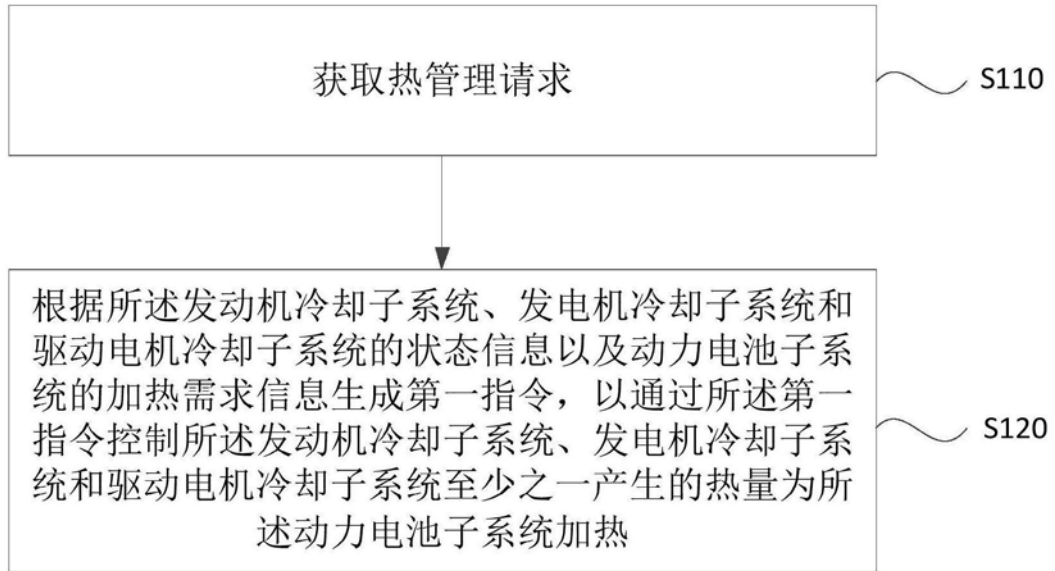 获取热管理请求
S110
根据所述发动机冷却子系统、发电机冷却子系统和
驱动电机冷却子系统的状态信息以及动力电池子系
统的加热需求信息生成第一指令，以通过所述第一
指令控制所述发动机冷却子系统、发电机冷却子系
统和驱动电机冷却子系统至少之一产生的热量为所
述动力电池子系统加热
S120